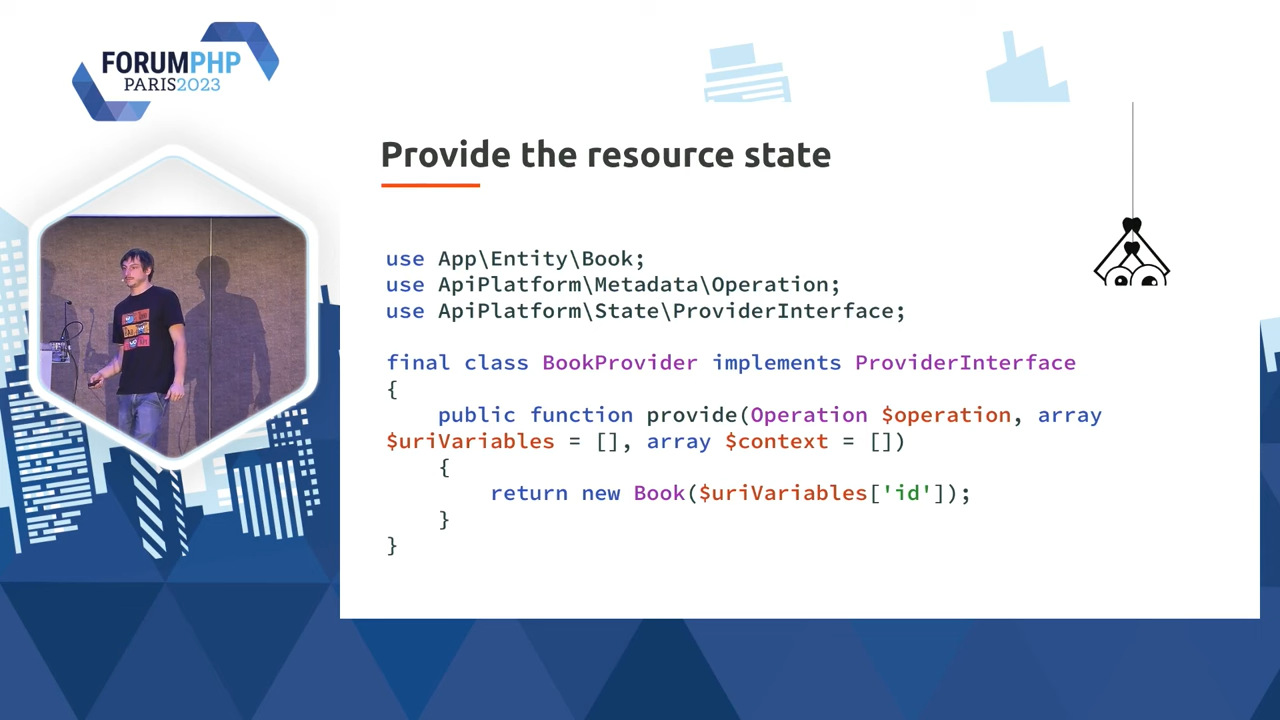 FORUMPHP
PARIS2023
Provide the resource state
use App\Entity\Book;
use ApiPlatform\Metadata\Operation;
use ApiPlatform\State\ProviderInterface;
final class BookProvider implements ProviderInterface
{
    public function provide(Operation $operation, array
$uriVariables = [], array $context = [])
    {
        return new Book($uriVariables['id']);
    }
}